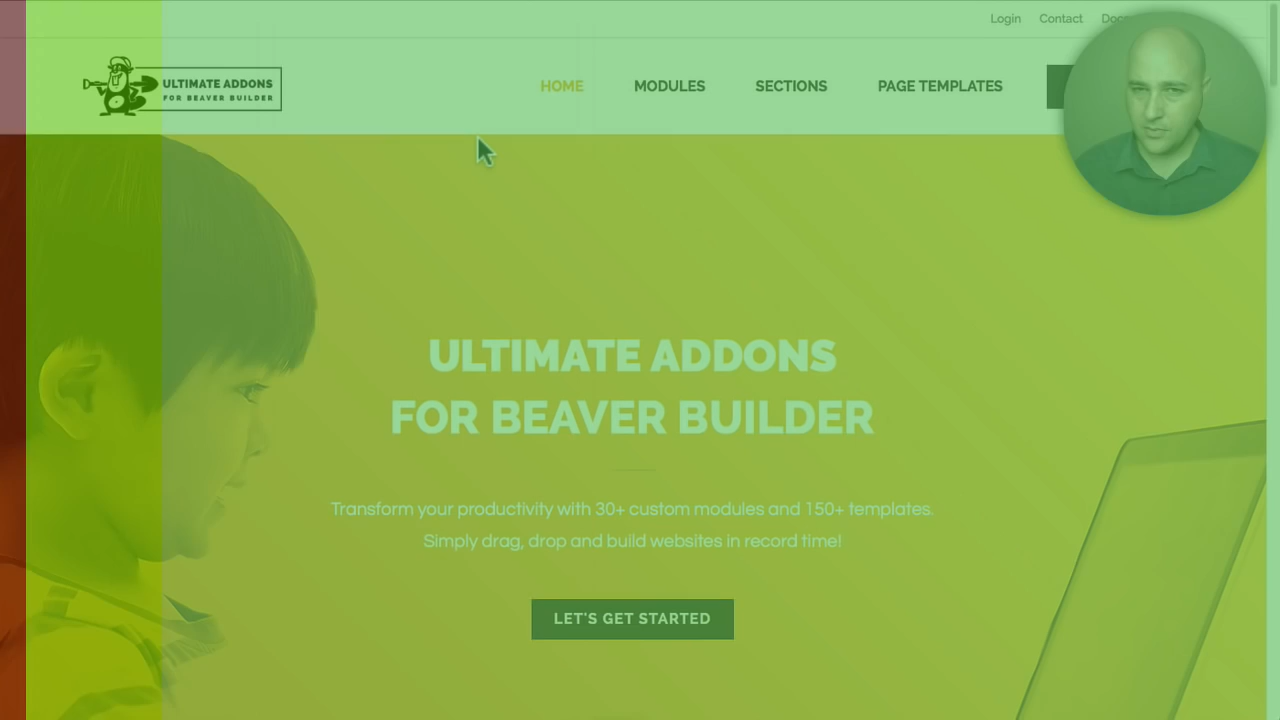 Login Contact
ULTIMATE ADDONS
FOR BEAVER BUILDER
HOME MODULES SECTIONS PAGE TEMPLATES
ULTIMATE ADDONS
FOR BEAVER BUILDER
Transform your productivity with 30+ custom modules and 150+ templates.
Simply drag, drop and build websites in record time!
LET'S GET STARTED